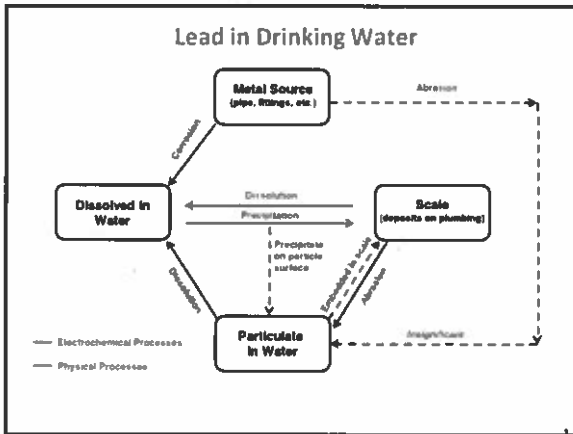 Lead in Drinking Water
Metal Source
(pipe, fittings, etc.)
Abrasion
Corrosion
Dissolution
Dissolved in
Water
Precipitation
Scale
(deposits on plumbing)
Precipitate
on particle
surface
Embedded in scale
Abrasion
Dissolution
Particulate
in Water
Insignificant
Electrochemical Processes
Physical Processes